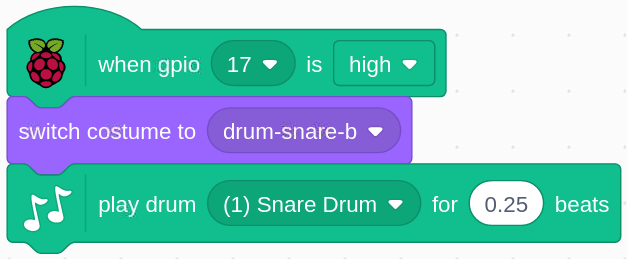 when gpio 17 is high
switch costume to drum-snare-b
play drum (1) Snare Drum for 0.25 beats